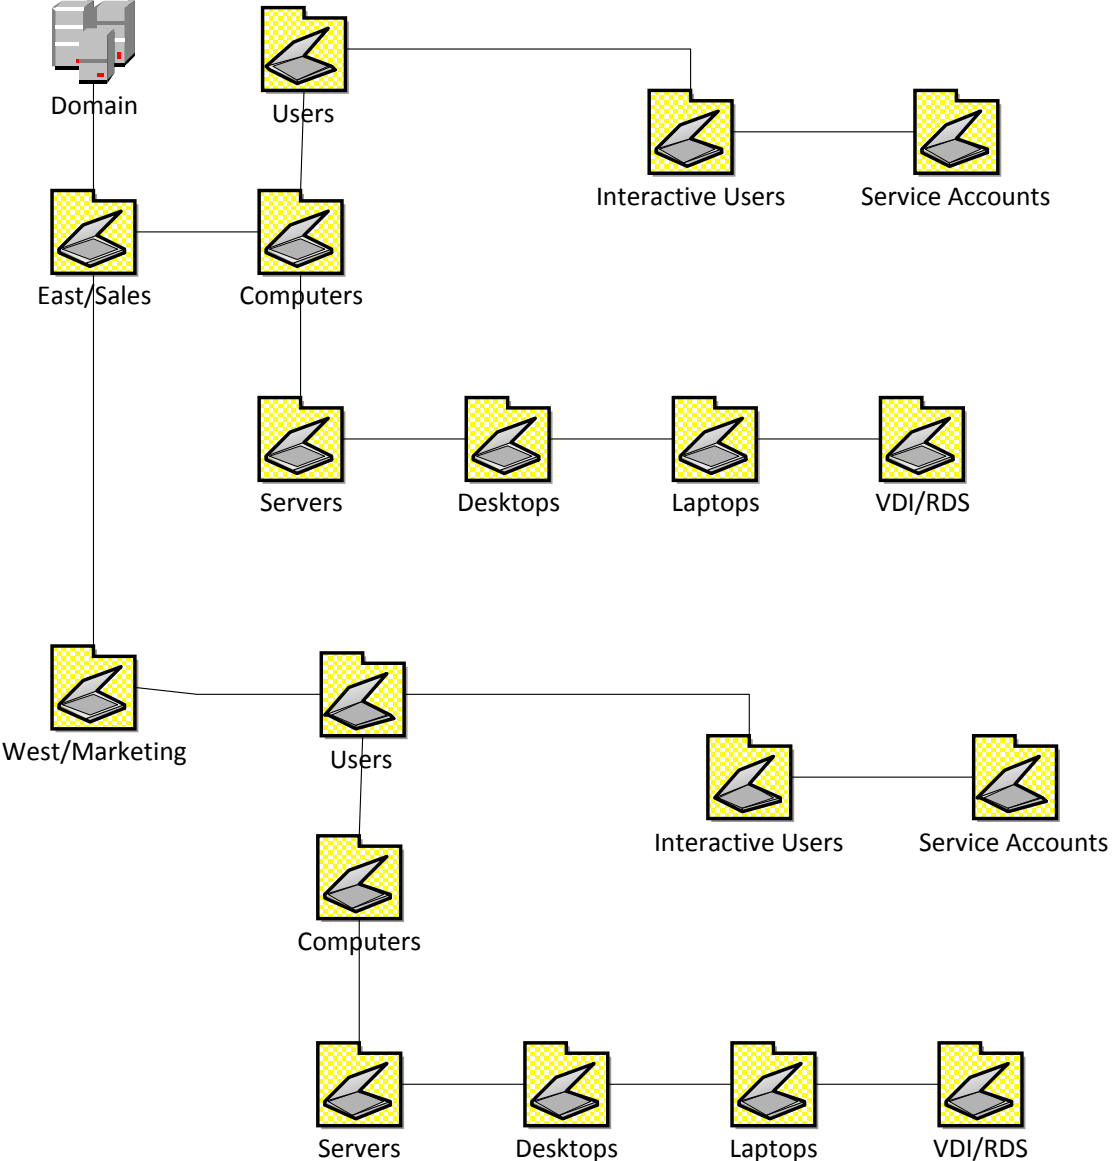 Domain
Users
Interactive Users
Service Accounts
East/Sales
Computers
Servers
Desktops
Laptops
VDI/RDS
West/Marketing
Users
Interactive Users
Service Accounts
Computers
Servers
Desktops
Laptops
VDI/RDS